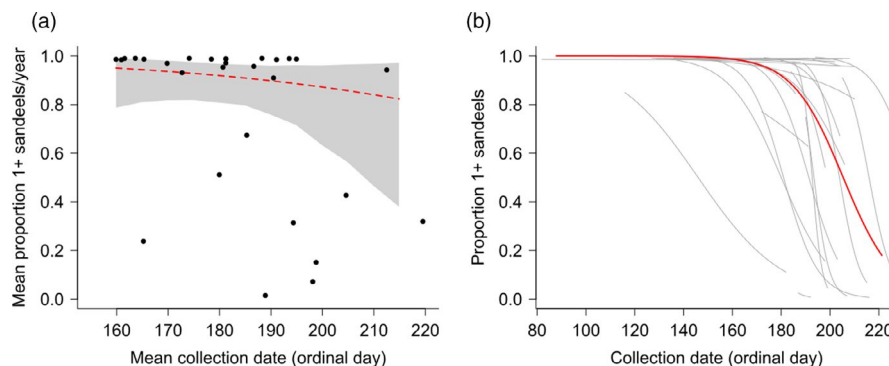 (a)
Mean proportion 1+ sandeels/year
1.0
0.8
0.6
0.4
0.2
0.0
160 170 180 190 200 210 220
Mean collection date (ordinal day)
(b)
Proportion 1+ sandeels
1.0
0.8
0.6
0.4
0.2
0.0
80 100 120 140 160 180 200 220
Collection date (ordinal day)